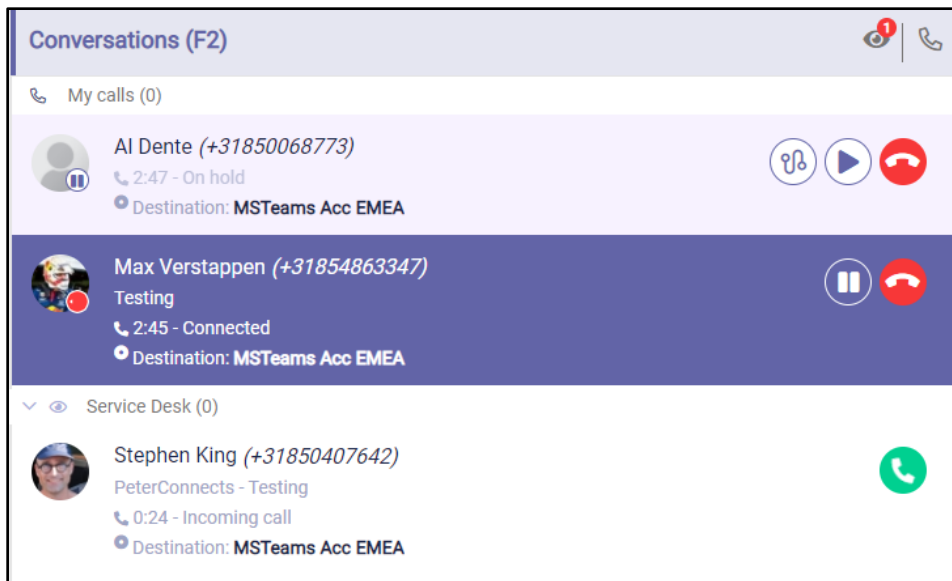 Conversations (F2)
1
My calls (0)
Al Dente (+31850068773)
2:47 - On hold
Destination: MSTeams Acc EMEA
Max Verstappen (+31854863347)
Testing
2:45 - Connected
Destination: MSTeams Acc EMEA
Service Desk (0)
Stephen King (+31850407642)
PeterConnects - Testing
0:24 - Incoming call
Destination: MSTeams Acc EMEA